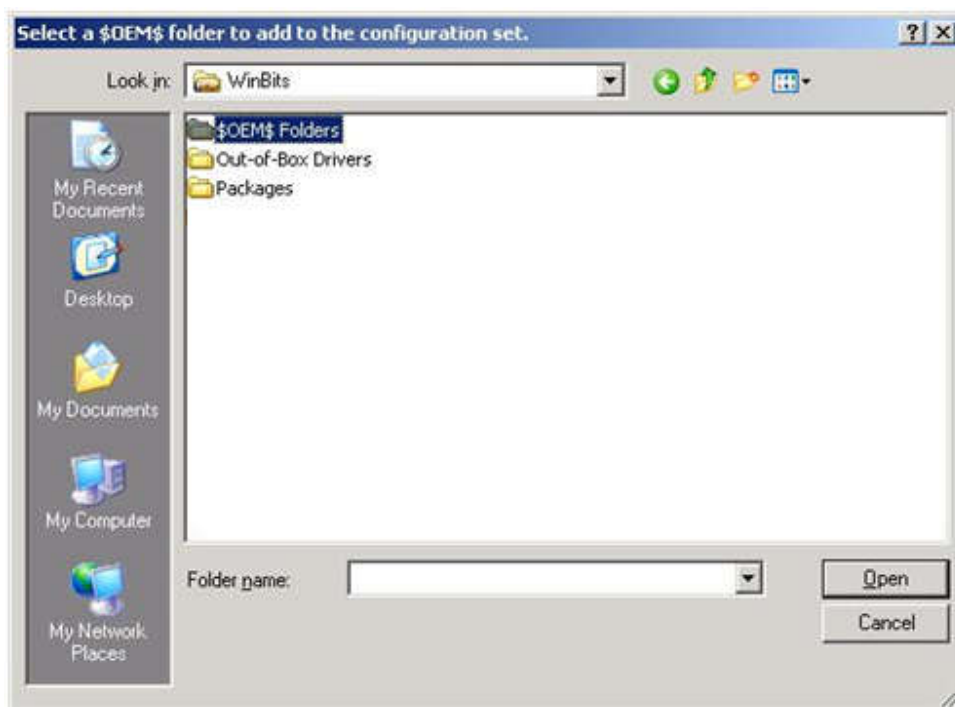 Select a $OEM$ folder to add to the configuration set.
Look in:
WinBits
$OEM$ Folders
Out-of-Box Drivers
Packages
My Recent
Documents
Desktop
My Documents
My Computer
My Network
Places
Folder name:
Open
Cancel